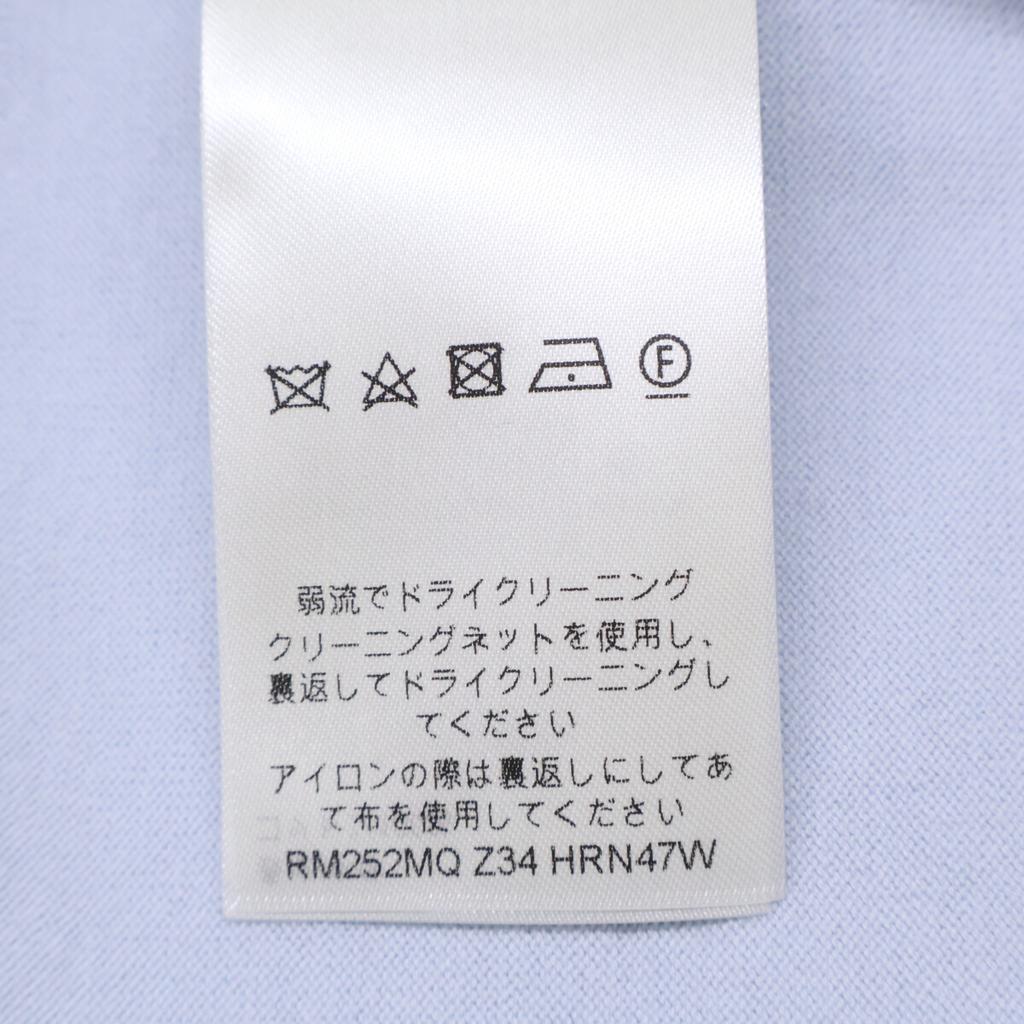 F
弱流でドライクリーニング
クリーニングネットを使用し、
裏返してドライクリーニングし
てください
アイロンの際は裏返しにしてあ
て布を使用してください
RM252MQ Z34 HRN47W